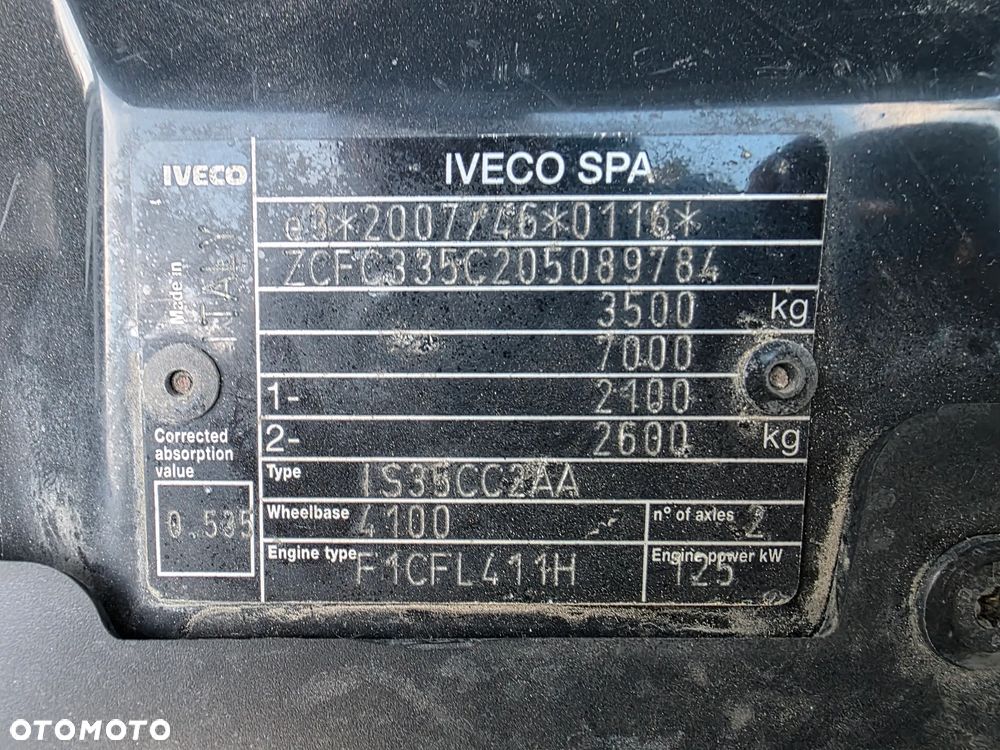 IVECO
IVECO SPA
e3*2007/46*0116*
ZCFC335C205089784
Made in ITALY
3500 kg
7000
1- 2100
2- 2600 kg
Corrected
absorption
value
0.535
Type IS35CC2AA
Wheelbase 4100 n° of axles 2
Engine type F1CFL411H Engine power kW 125
OTOMOTO